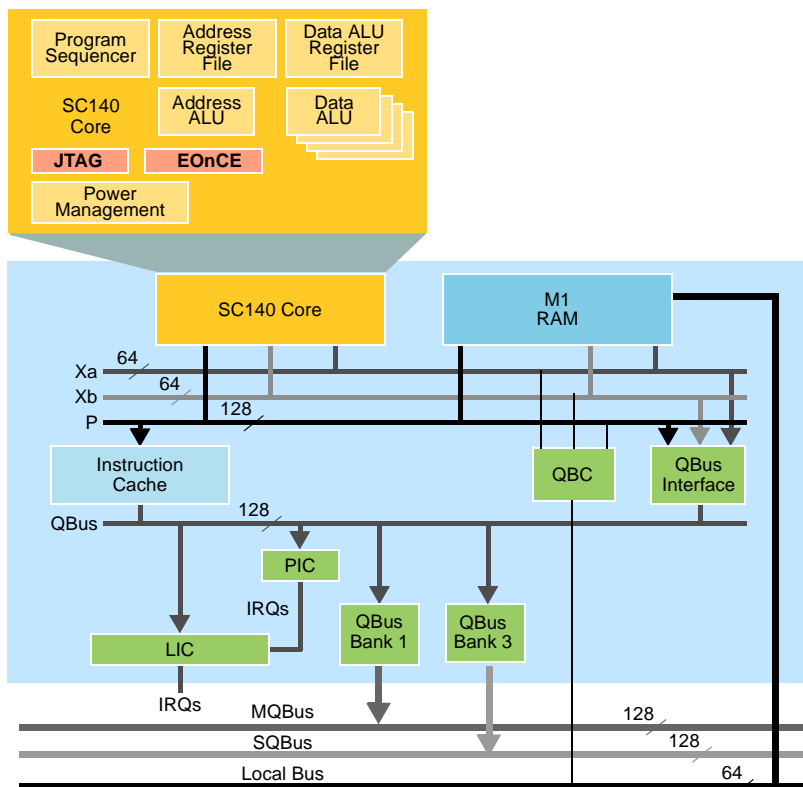 Program
Sequencer
Address
Register
File
Data ALU
Register
File
SC140
Core
Address
ALU
Data
ALU
JTAG
EOnCE
Power
Management
SC140 Core
M1
RAM
Xa
64
Xb
64
P
128
Instruction
Cache
QBC
QBus
Interface
QBus
128
PIC
IRQs
QBus
Bank 1
QBus
Bank 3
LIC
IRQs
MQBus
128
SQBus
128
Local Bus
64